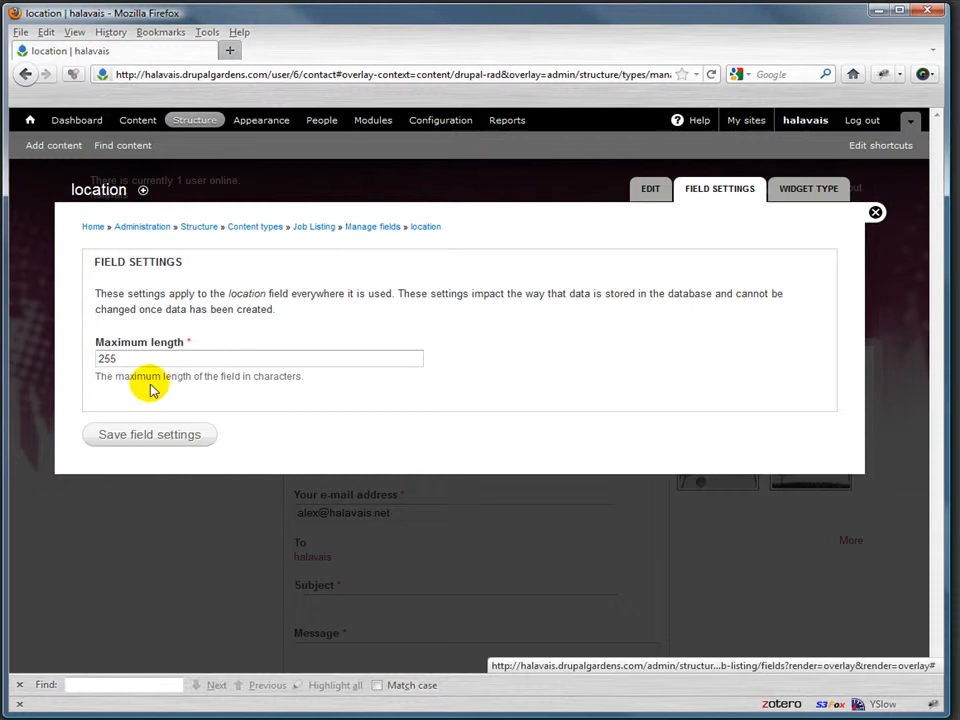 location | halavais - Mozilla Firefox
File Edit View History Bookmarks Tools Help
location | halavais
http://halavais.drupalgardens.com/user/6/contact#overlay-context=content/drupal-rad&overlay=admin/structure/types/mana
Google
Dashboard Content Structure Appearance People Modules Configuration Reports Help My sites halavais Log out
Add content Find content Edit shortcuts
There is currently 1 user online.
location EDIT FIELD SETTINGS WIDGET TYPE
Home » Administration » Structure » Content types » Job Listing » Manage fields » location
FIELD SETTINGS
These settings apply to the location field everywhere it is used. These settings impact the way that data is stored in the database and cannot be
changed once data has been created.
Maximum length *
255
The maximum length of the field in characters.
Save field settings
Your e-mail address *
alex@halavais.net
To
halavais
More
Subject *
Message *
http://halavais.drupalgardens.com/admin/structur...b-listing/fields?render=overlay&render=overlay#
Find: Next Previous Highlight all Match case
zotero S3Fox YSlow